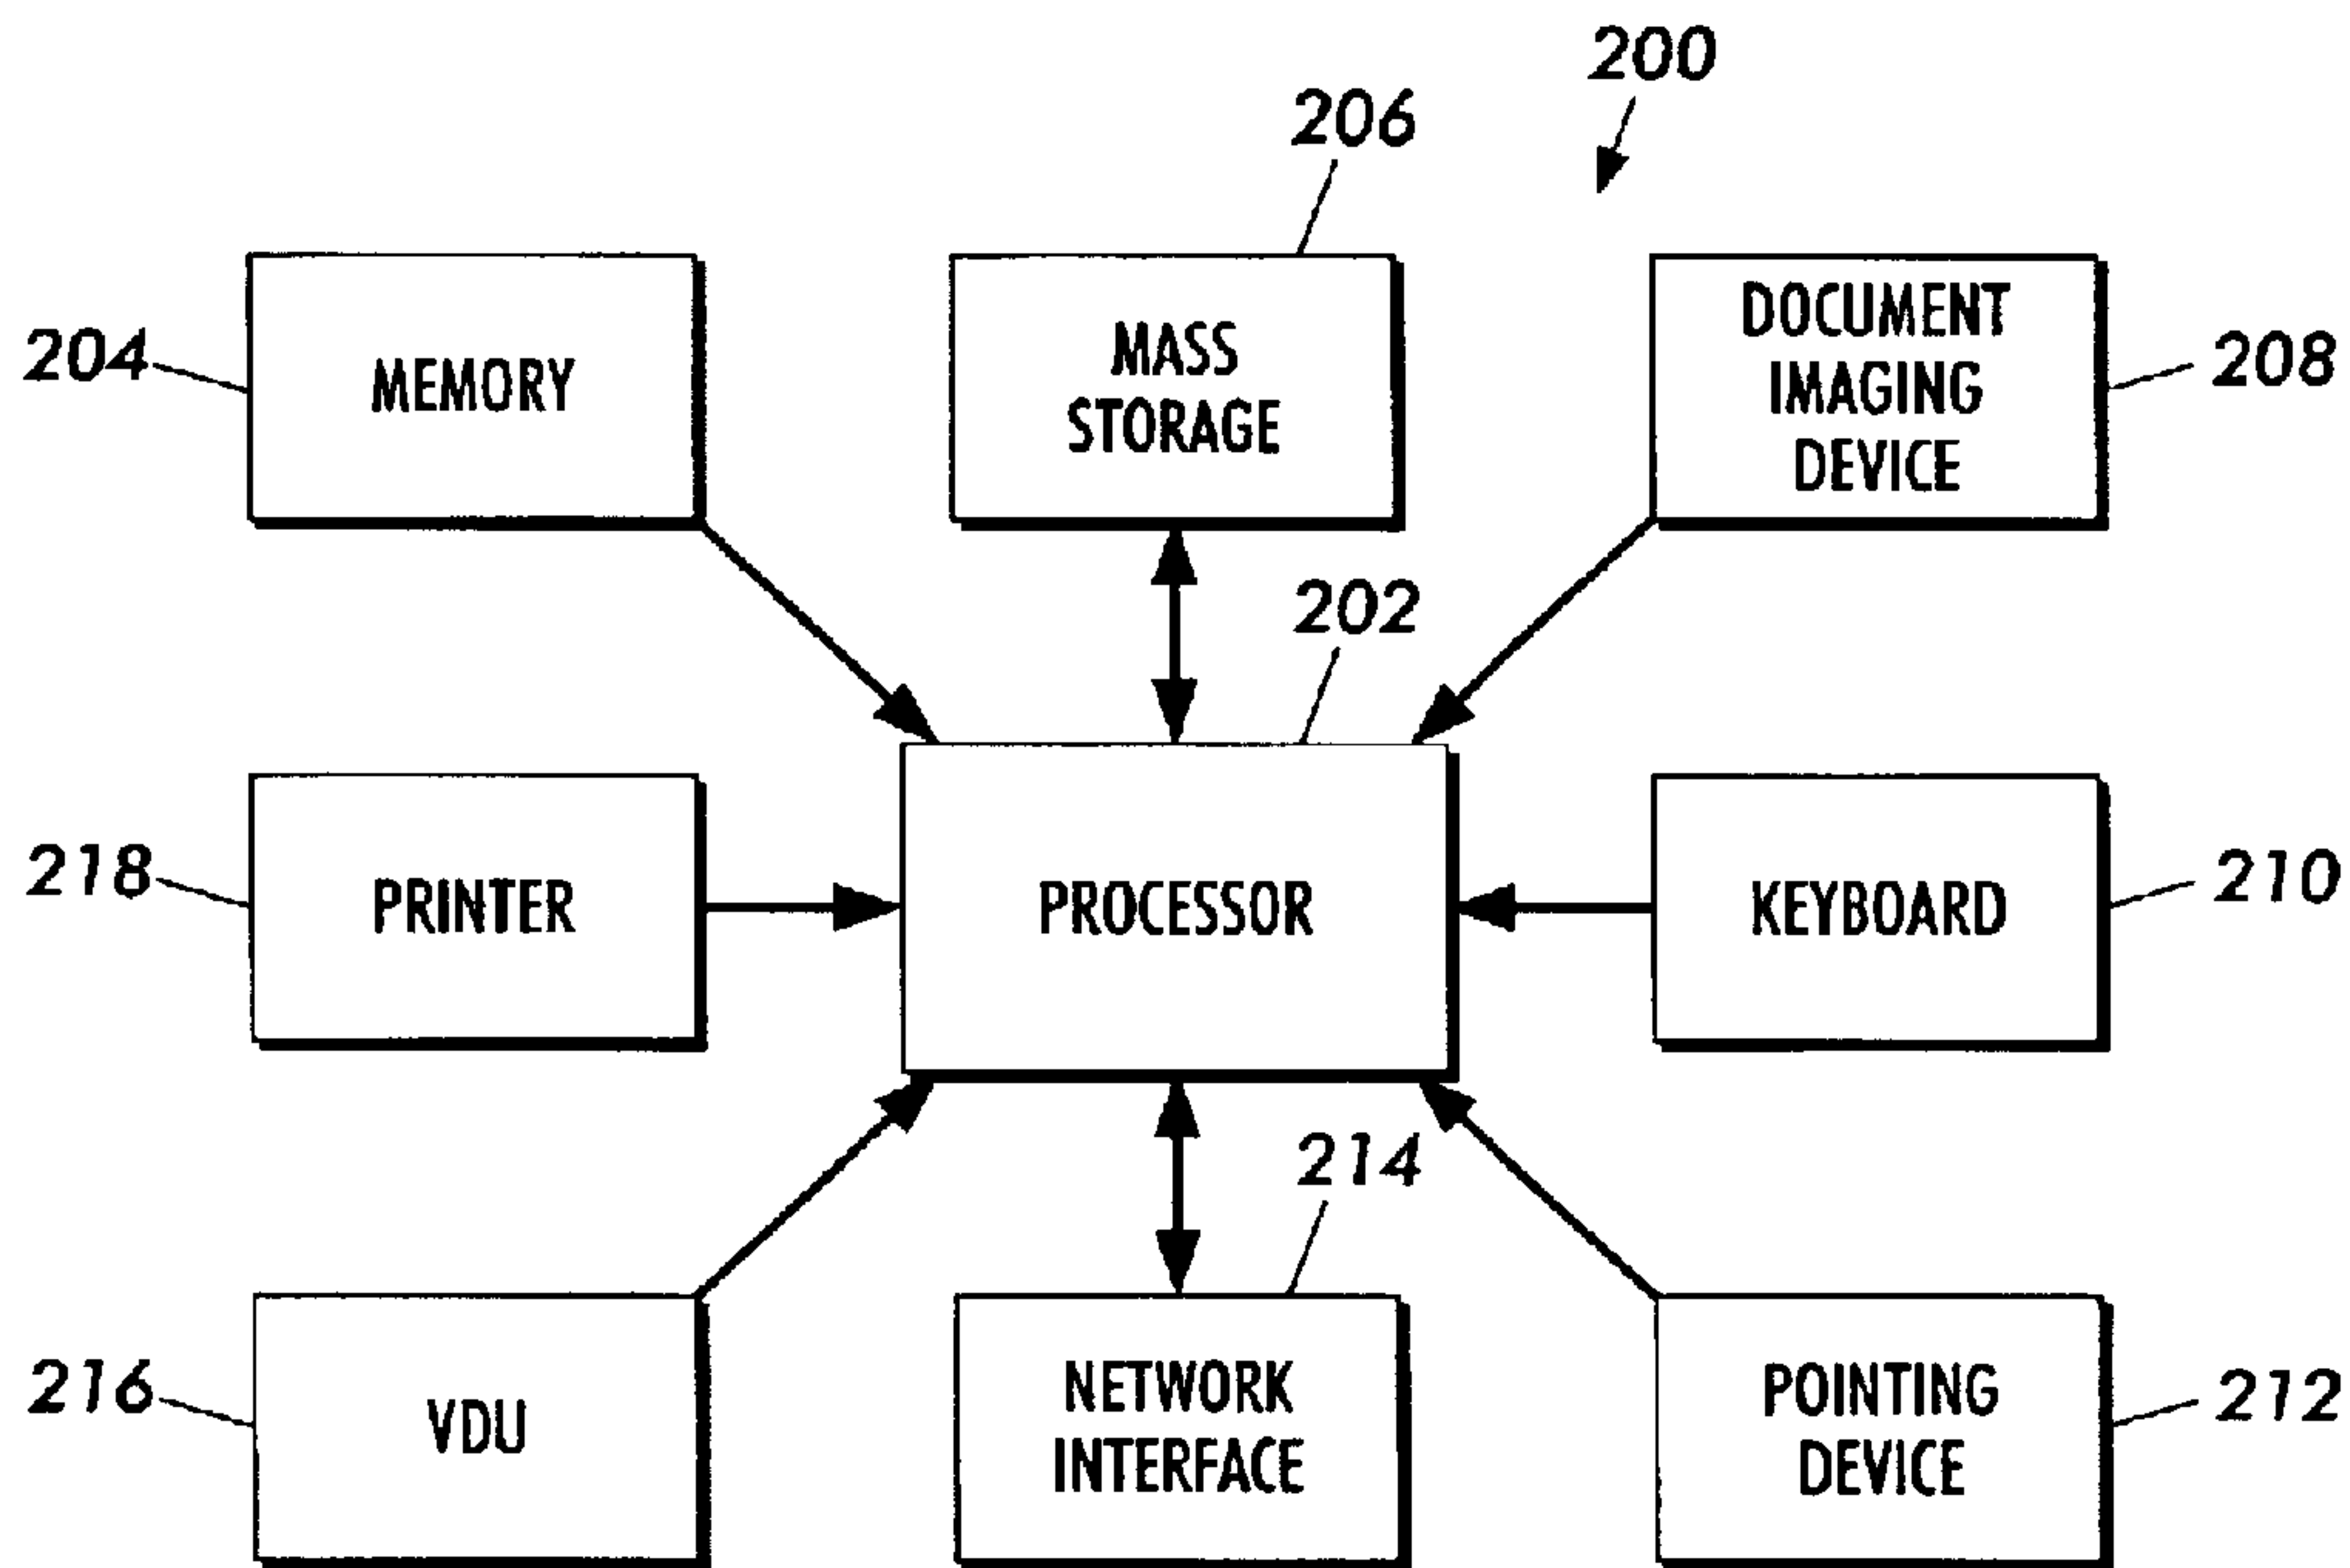 200
206
204
MEMORY
MASS
STORAGE
DOCUMENT
IMAGING
DEVICE
208
202
218
PRINTER
PROCESSOR
KEYBOARD
210
214
216
VDU
NETWORK
INTERFACE
POINTING
DEVICE
212